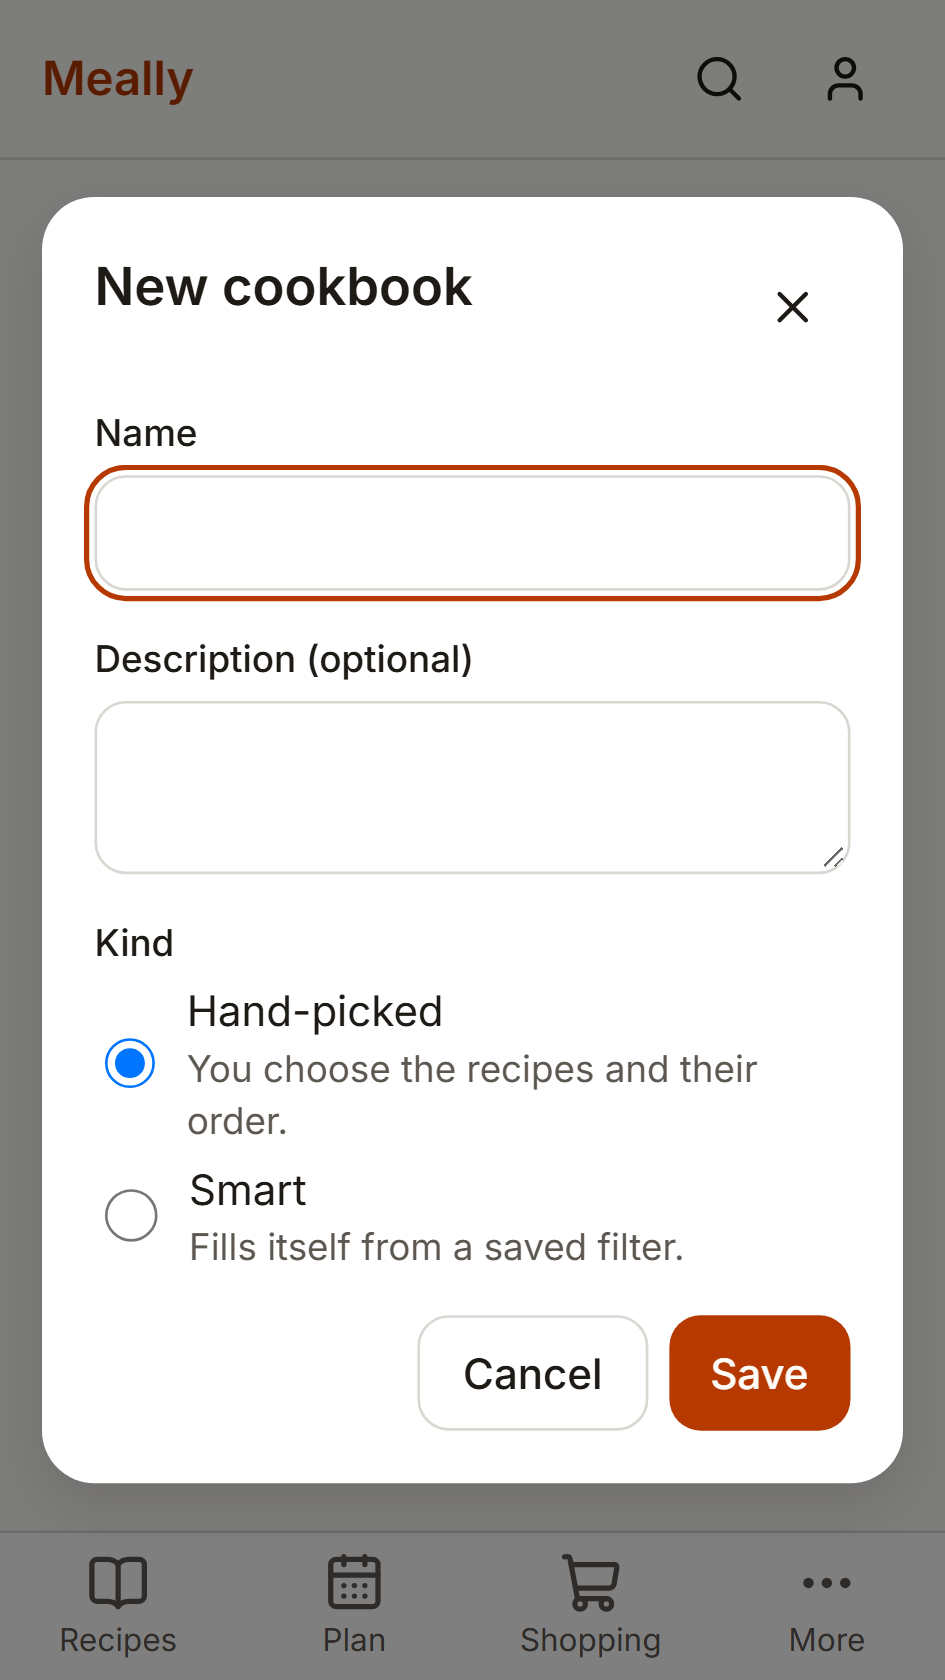 Meally
New cookbook
Name
Description (optional)
Kind
Hand-picked
You choose the recipes and their
order.
Smart
Fills itself from a saved filter.
Cancel
Save
Recipes
Plan
Shopping
More